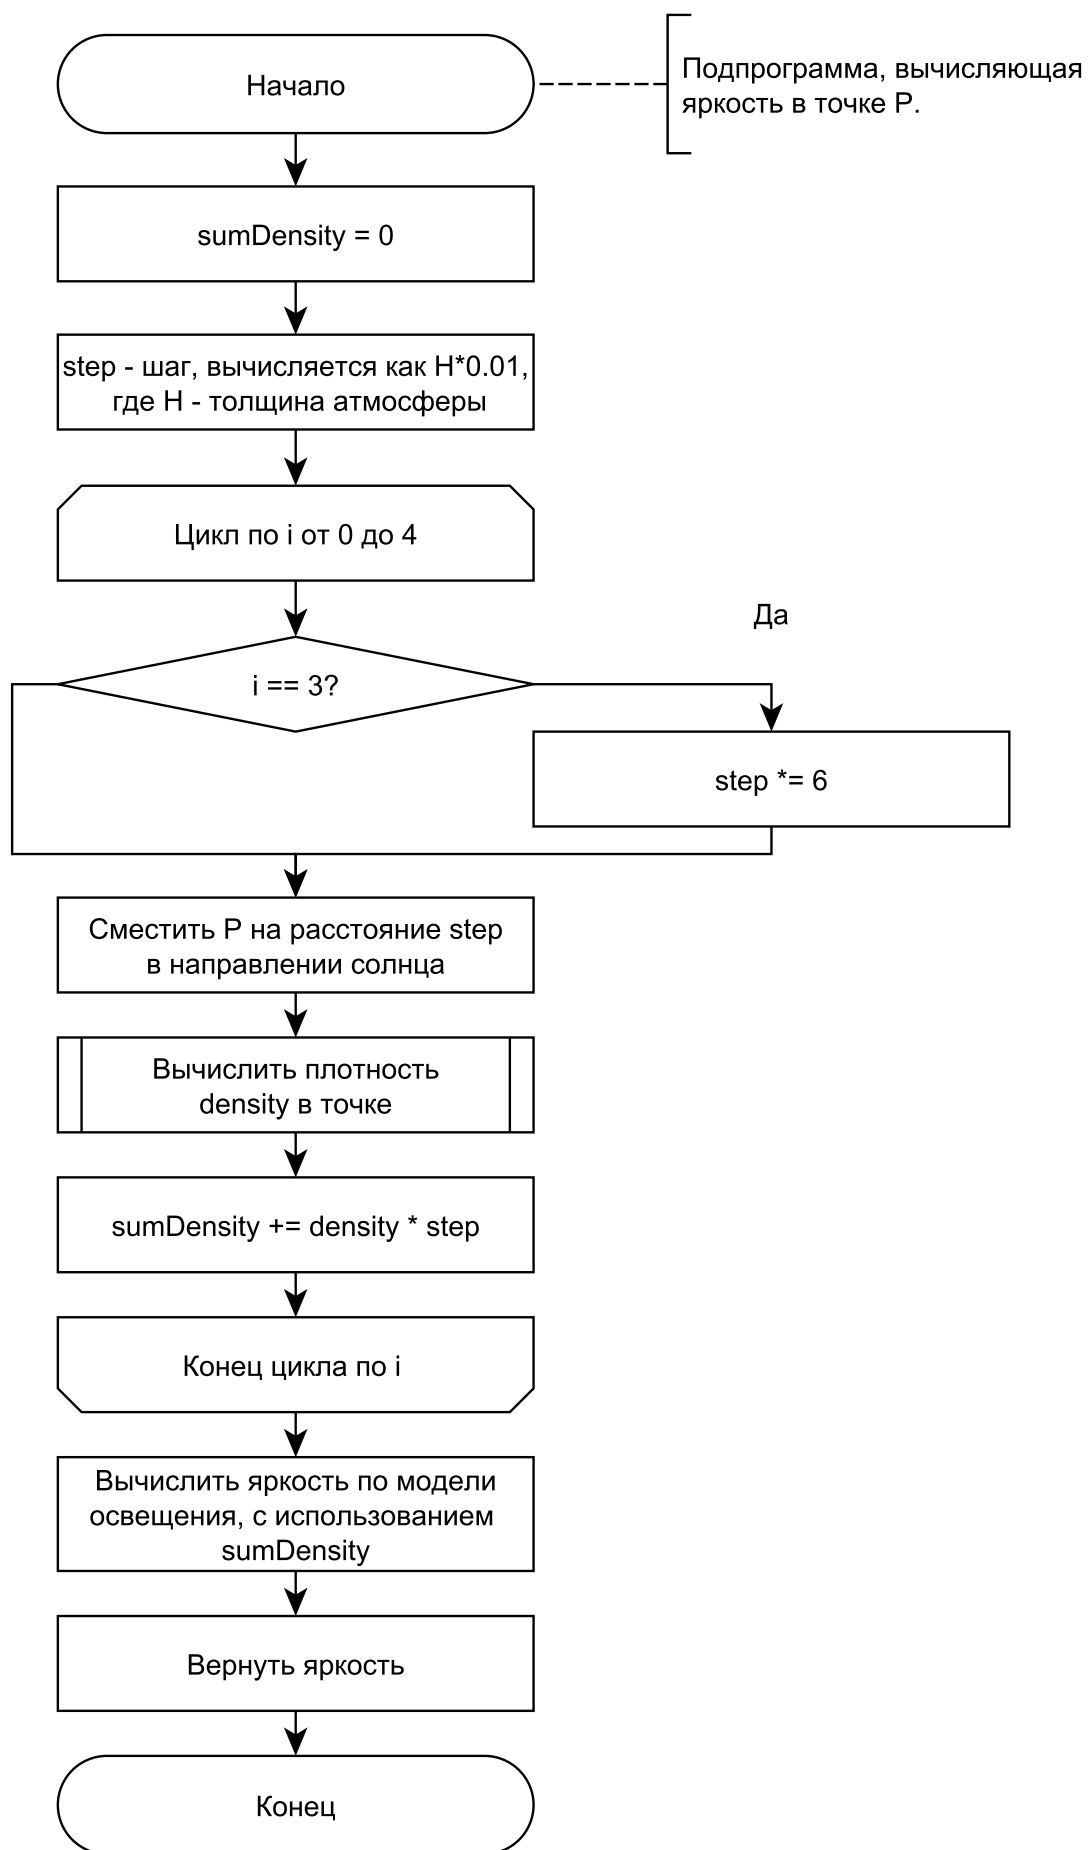 Начало
Подпрограмма, вычисляющая
яркость в точке P.
sumDensity = 0
step - шаг, вычисляется как H*0.01,
где H - толщина атмосферы
Цикл по i от 0 до 4
Да
i == 3?
step *= 6
Сместить P на расстояние step
в направлении солнца
Вычислить плотность
density в точке
sumDensity += density * step
Конец цикла по i
Вычислить яркость по модели
освещения, с использованием
sumDensity
Вернуть яркость
Конец